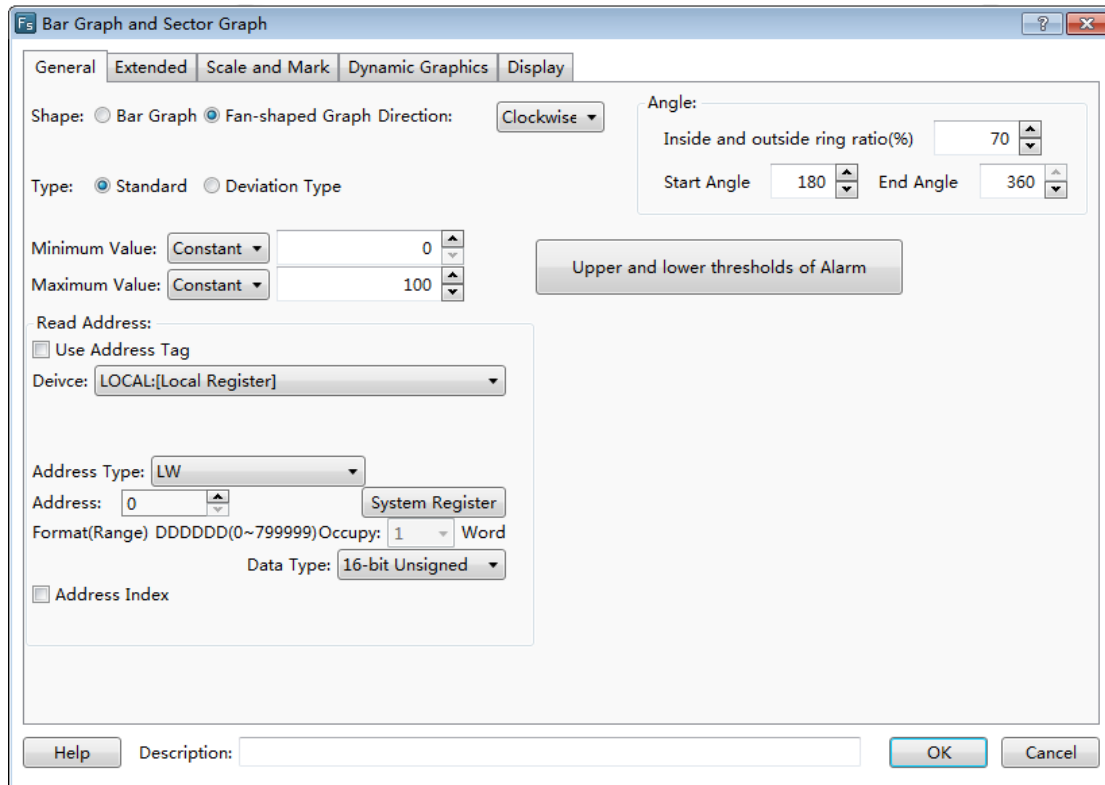 Fs Bar Graph and Sector Graph ?
General Extended Scale and Mark Dynamic Graphics Display
Shape: Bar Graph Fan-shaped Graph Direction: Clockwise
Angle:
Inside and outside ring ratio(%) 70
Start Angle 180 End Angle 360
Type: Standard Deviation Type
Minimum Value: Constant 0
Maximum Value: Constant 100
Upper and lower thresholds of Alarm
Read Address:
Use Address Tag
Deivce: LOCAL:[Local Register]
Address Type: LW
Address: 0 System Register
Format(Range) DDDDDD(0~799999) Occupy: 1 Word
Data Type: 16-bit Unsigned
Address Index
Help Description: OK Cancel